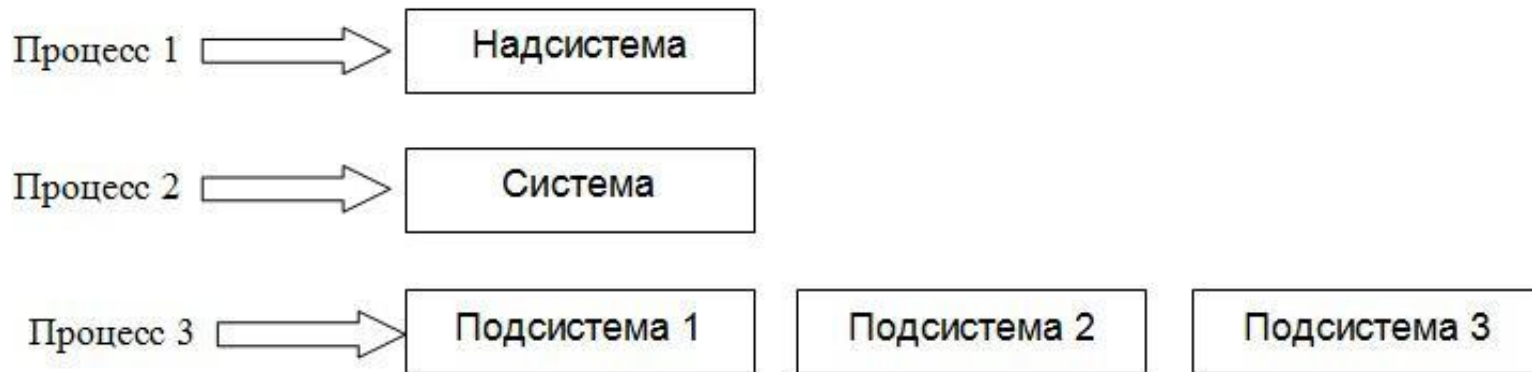 Процесс 1 Надсистема
Процесс 2 Система
Процесс 3 Подсистема 1 Подсистема 2 Подсистема 3